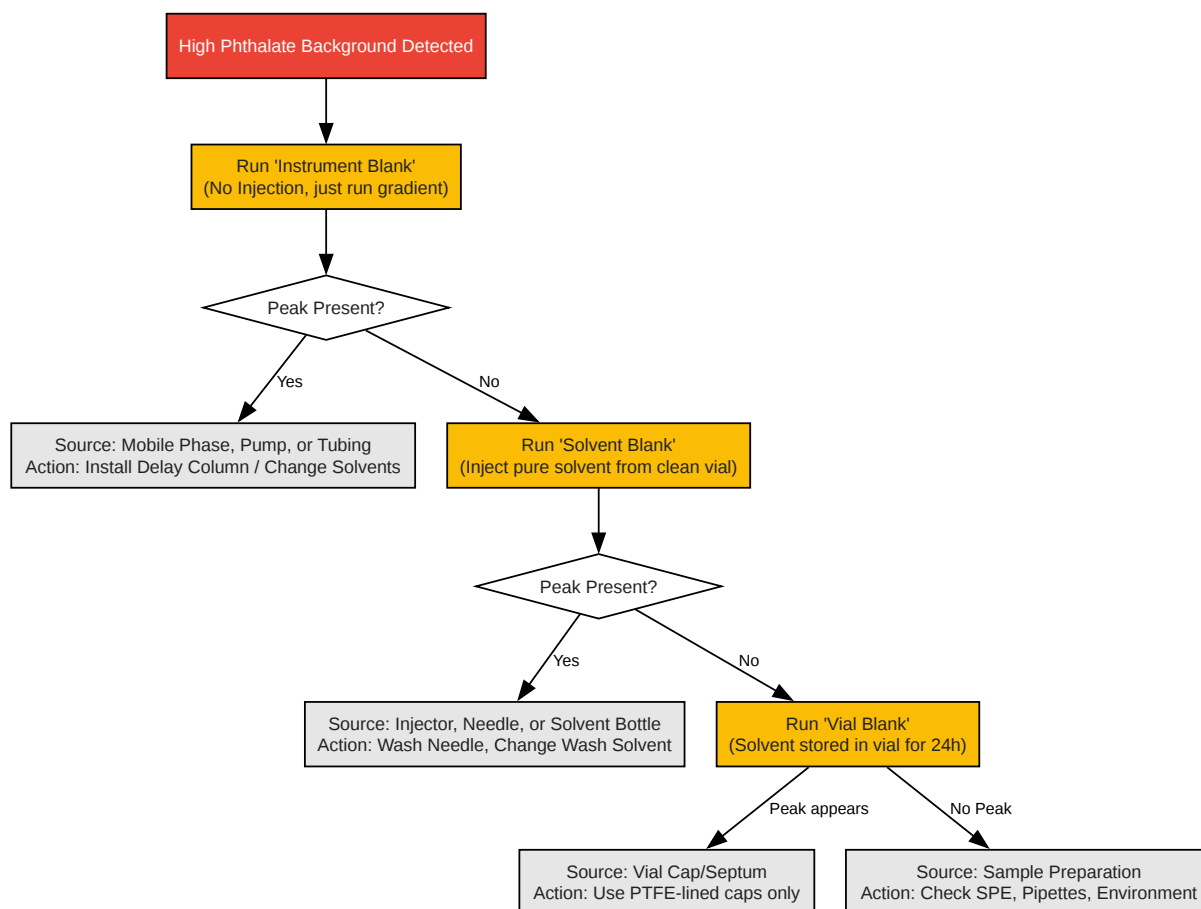 High Phthalate Background Detected
Run 'Instrument Blank'
(No Injection, just run gradient)
Peak Present?
Yes
No
Source: Mobile Phase, Pump, or Tubing
Action: Install Delay Column / Change Solvents
Run 'Solvent Blank'
(Inject pure solvent from clean vial)
Peak Present?
Yes
No
Source: Injector, Needle, or Solvent Bottle
Action: Wash Needle, Change Wash Solvent
Run 'Vial Blank'
(Solvent stored in vial for 24h)
Peak appears
No Peak
Source: Vial Cap/Septum
Action: Use PTFE-lined caps only
Source: Sample Preparation
Action: Check SPE, Pipettes, Environment